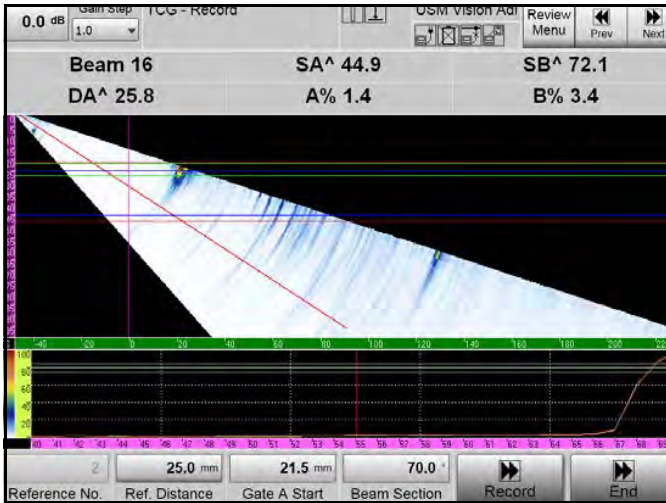 0.0 dB
Gain Step
1.0
TCG - Record
USM Vision Adl
Review Menu
Prev
Next
Beam 16 SA^ 44.9 SB^ 72.1
DA^ 25.8 A% 1.4 B% 3.4
-40 -20 0 20 40 60 80 100 120 140 160 180 200
100
80
60
40
20
40 41 42 43 44 45 46 47 48 49 50 51 52 53 54 55 56 57 58 59 60 61 62 63 64 65 66 67 68 69
2 25.0 mm 21.5 mm 70.0 °
Reference No. Ref. Distance Gate A Start Beam Section Record End